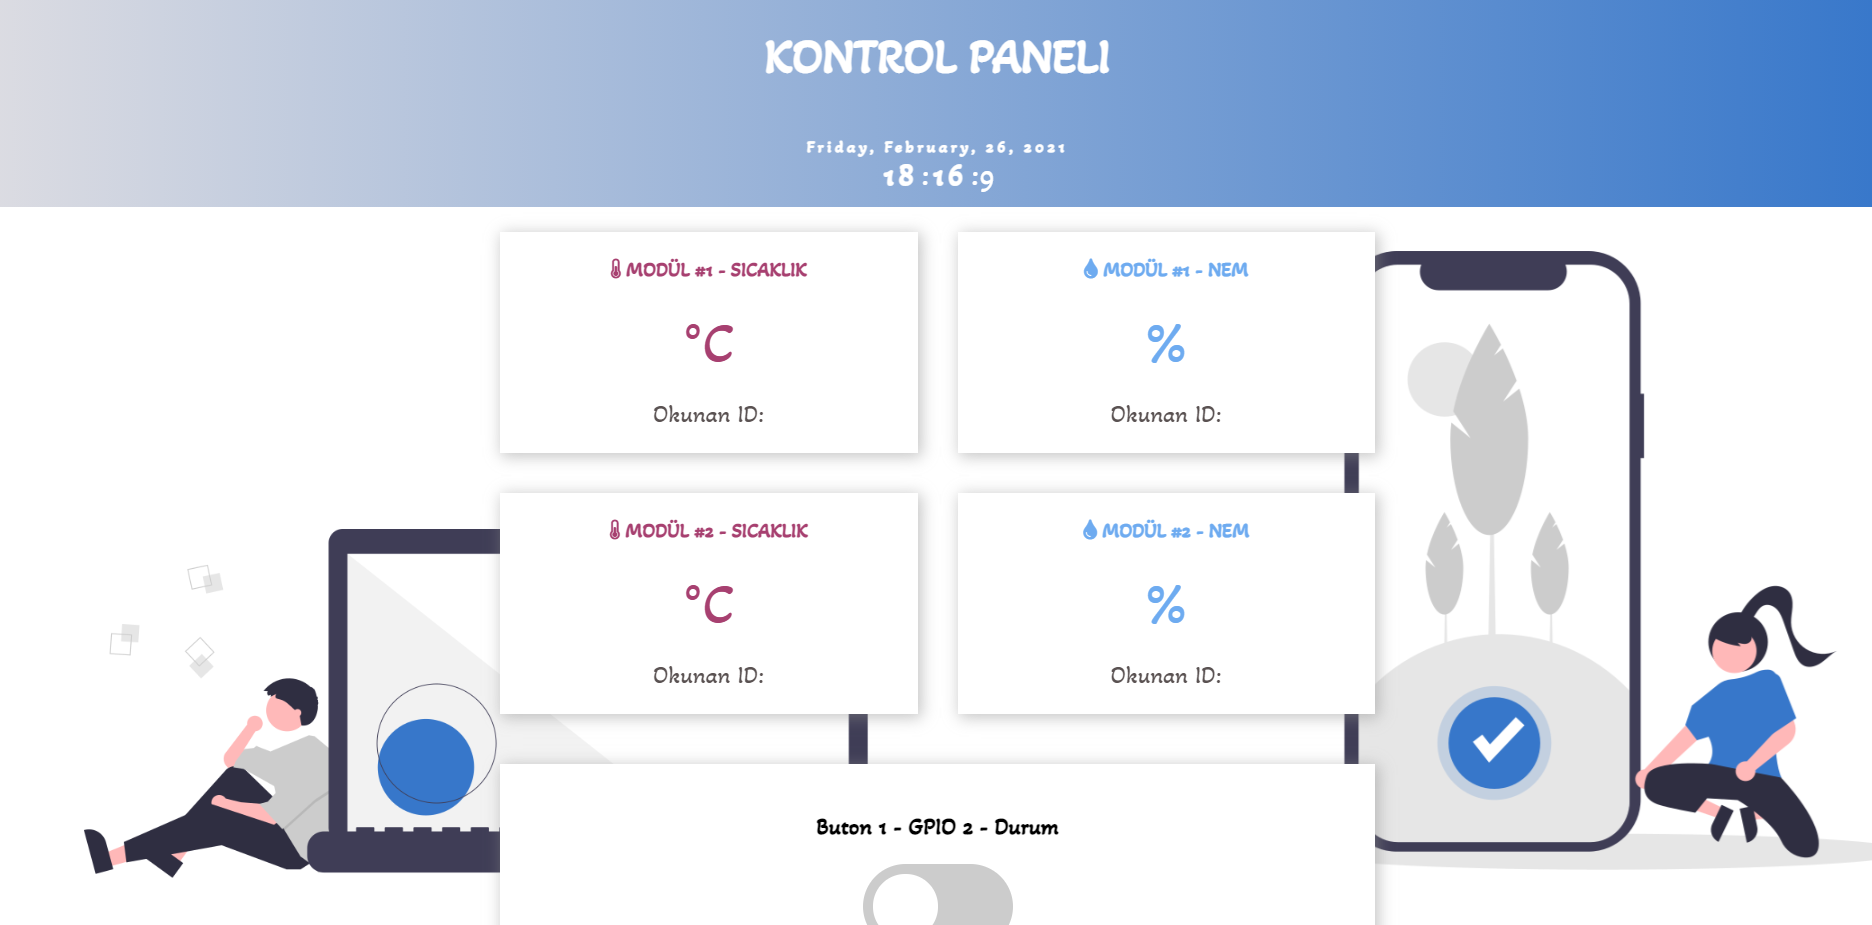 KONTROL PANELI
Friday, February, 26, 2021
18 :16 :9
MODÜL #1 - SICAKLIK
°C
Okunan ID:
MODÜL #1 - NEM
%
Okunan ID:
MODÜL #2 - SICAKLIK
°C
Okunan ID:
MODÜL #2 - NEM
%
Okunan ID:
Buton 1 - GPIO 2 - Durum